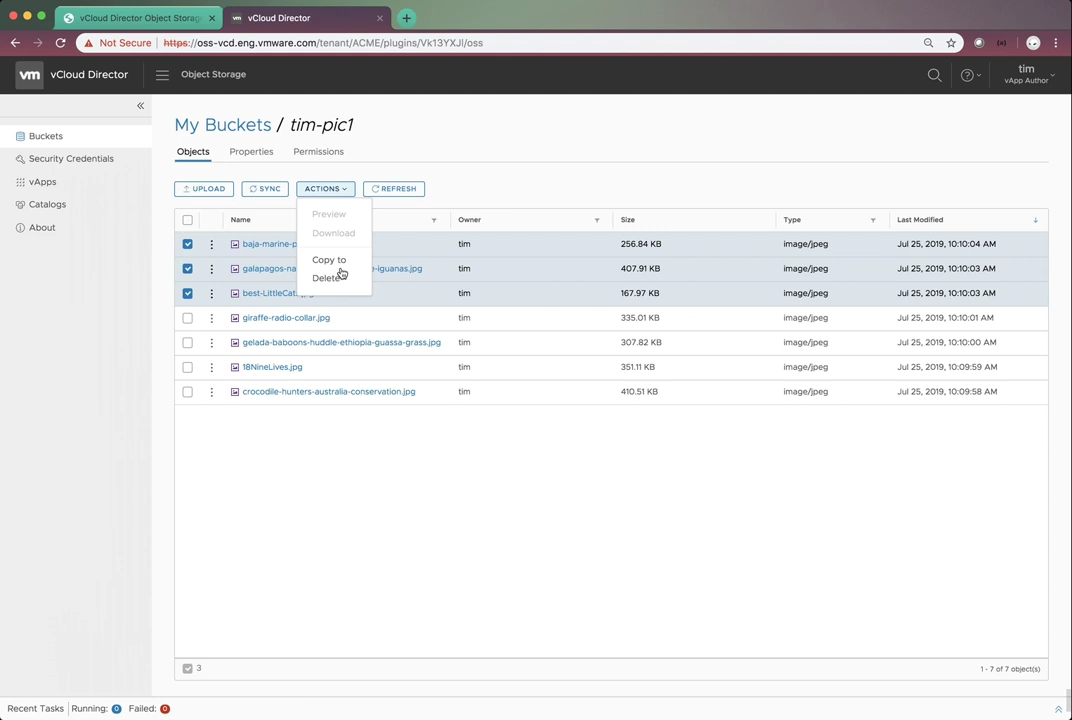 vCloud Director Object Storag
vm vCloud Director
Not Secure https://oss-vcd.eng.vmware.com/tenant/ACME/plugins/Vk13YXJl/oss
vm vCloud Director Object Storage tim
vApp Author
Buckets
Security Credentials
vApps
Catalogs
About
My Buckets / tim-pic1
Objects Properties Permissions
UPLOAD SYNC ACTIONS REFRESH
Preview
Download
Copy to
Delete
Name Owner Size Type Last Modified
baja-marine-p tim 256.84 KB image/jpeg Jul 25, 2019, 10:10:04 AM
galapagos-na e-iguanas.jpg tim 407.91 KB image/jpeg Jul 25, 2019, 10:10:03 AM
best-LittleCat tim 167.97 KB image/jpeg Jul 25, 2019, 10:10:03 AM
giraffe-radio-collar.jpg tim 335.01 KB image/jpeg Jul 25, 2019, 10:10:01 AM
gelada-baboons-huddle-ethiopia-guassa-grass.jpg tim 307.82 KB image/jpeg Jul 25, 2019, 10:10:00 AM
18NineLives.jpg tim 351.11 KB image/jpeg Jul 25, 2019, 10:09:59 AM
crocodile-hunters-australia-conservation.jpg tim 410.51 KB image/jpeg Jul 25, 2019, 10:09:58 AM
3 1 - 7 of 7 object(s)
Recent Tasks Running: 0 Failed: 0